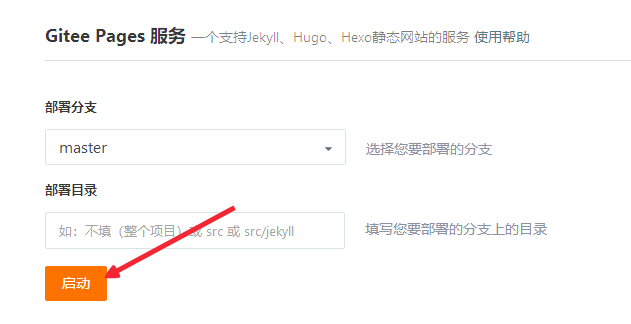 Gitee Pages 服务 一个支持Jekyll、Hugo、Hexo静态网站的服务 使用帮助
部署分支
master 选择您要部署的分支
部署目录
如：不填（整个项目）或 src 或 src/jekyll 填写您要部署的分支上的目录
启动